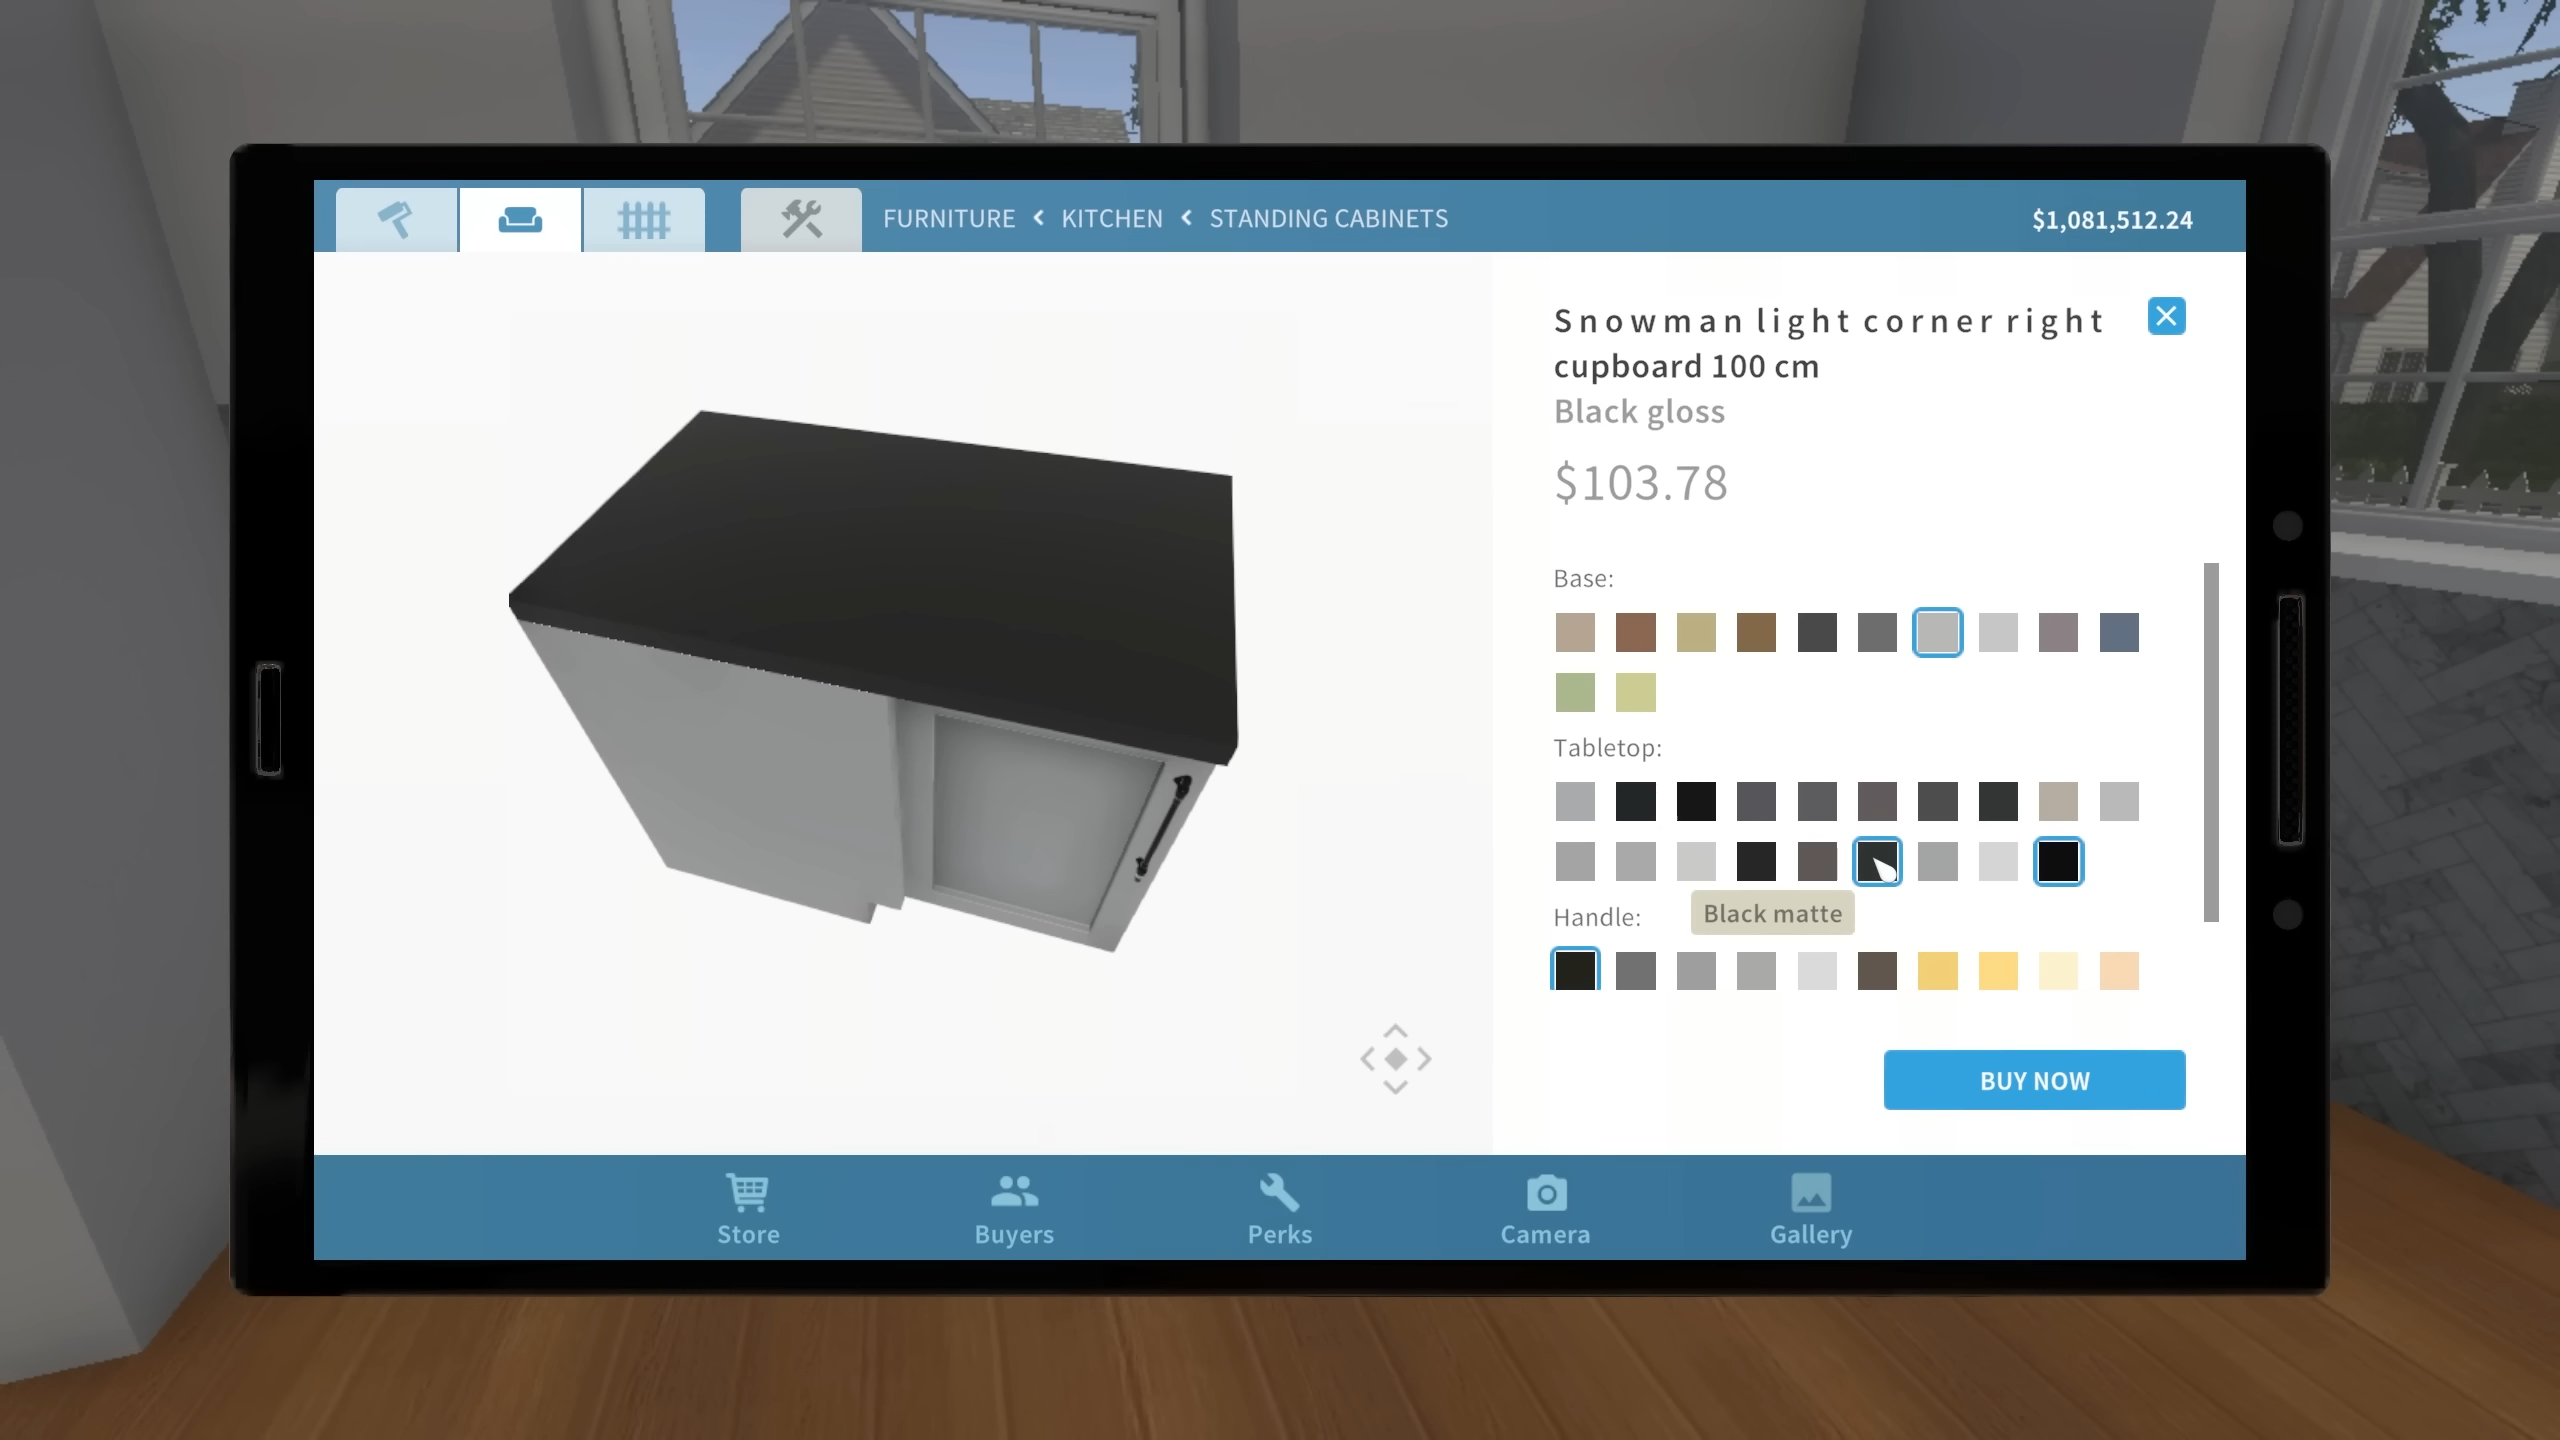 FURNITURE < KITCHEN < STANDING CABINETS
$1,081,512.24
Snowman light corner right
cupboard 100 cm
Black gloss
$103.78
Base:
Tabletop:
Black matte
Handle:
BUY NOW
Store
Buyers
Perks
Camera
Gallery